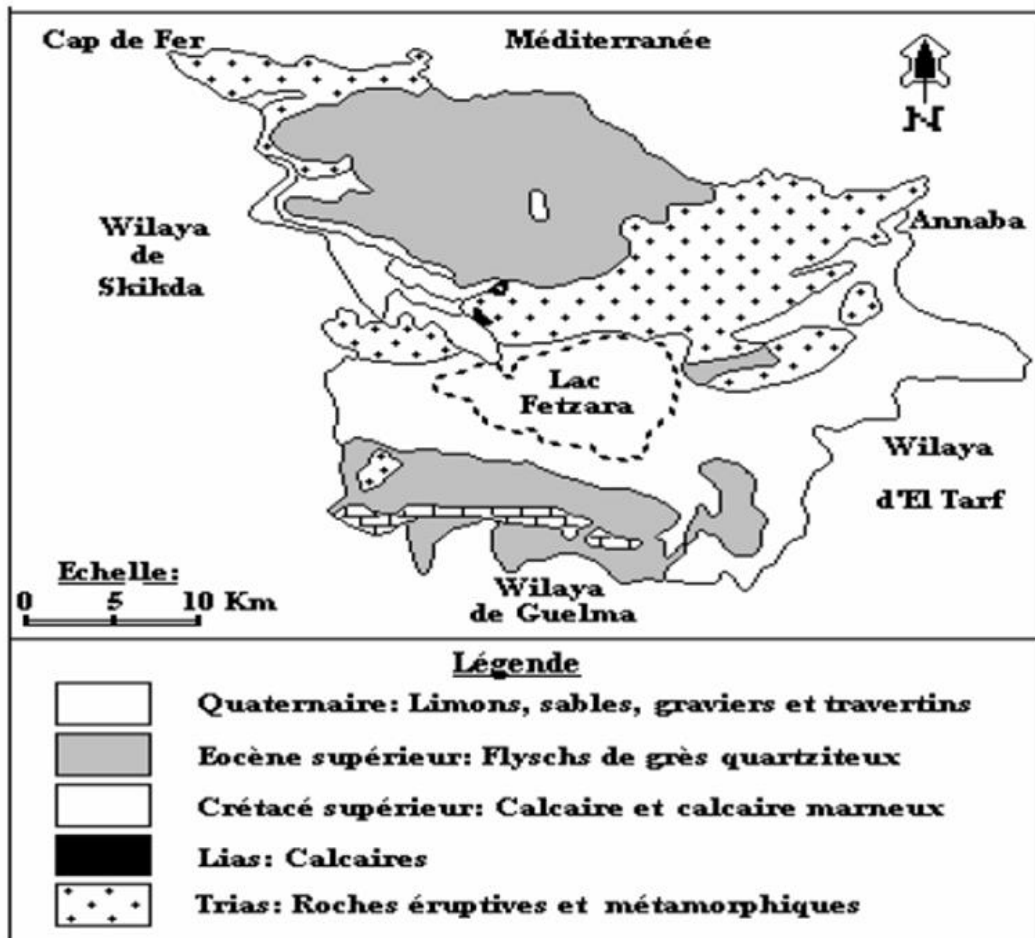 Cap de Fer
Méditerranée
N
Wilaya
de
Skikda
Annaba
Lac
Fetzara
Wilaya
d'El Tarf
Echelle:
0 5 10 Km
Wilaya
de Guelma
Légende
Quaternaire: Limons, sables, graviers et travertins
Eocène supérieur: Flyschs de grès quartziteux
Crétacé supérieur: Calcaire et calcaire marneux
Lias: Calcaires
Trias: Roches éruptives et métamorphiques